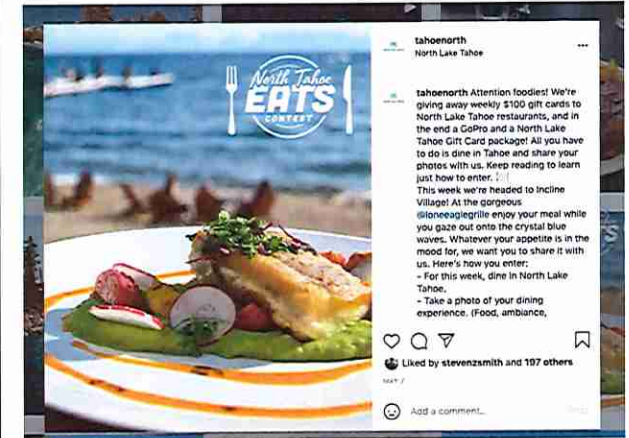 North Tahoe
EATS
CONTEST
tahoenorth
North Lake Tahoe
tahoenorth Attention foodies! We're
giving away weekly $100 gift cards to
North Lake Tahoe restaurants, and in
the end a GoPro and a North Lake
Tahoe Gift Card package! All you have
to do is dine in Tahoe and share your
photos with us. Keep reading to learn
just how to enter.
This week we're headed to Incline
Village! At the gorgeous
@loneeaglegrille enjoy your meal while
you gaze out onto the crystal blue
waves. Whatever your appetite is in the
mood for, we want you to share it with
us. Here's how you enter:
- For this week, dine in North Lake
Tahoe.
- Take a photo of your dining
experience. (Food, ambiance,
Liked by stevenzsmith and 197 others
MAY 7
Add a comment...
Post